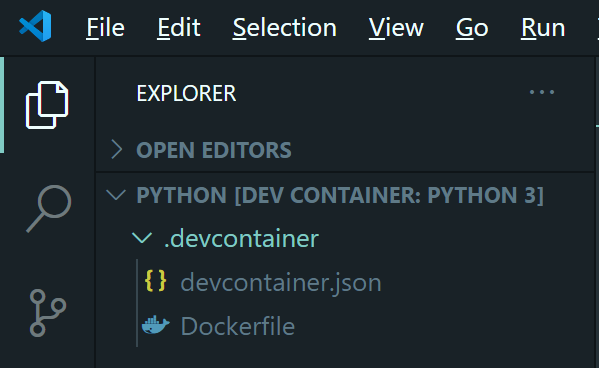 File Edit Selection View Go Run
EXPLORER
OPEN EDITORS
PYTHON [DEV CONTAINER: PYTHON 3]
.devcontainer
{} devcontainer.json
Dockerfile